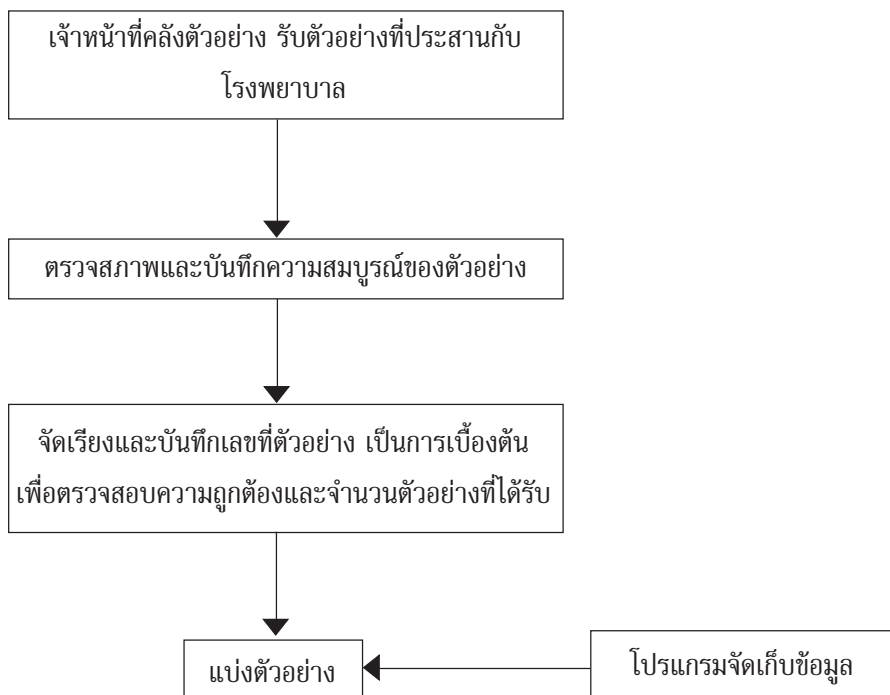 เจ้าหน้าที่คลังตัวอย่าง รับตัวอย่างที่ประสานกับ
โรงพยาบาล
ตรวจสภาพและบันทึกความสมบูรณ์ของตัวอย่าง
จัดเรียงและบันทึกเลขที่ตัวอย่าง เป็นการเบื้องต้น
เพื่อตรวจสอบความถูกต้องและจำนวนตัวอย่างที่ได้รับ
แบ่งตัวอย่าง
โปรแกรมจัดเก็บข้อมูล